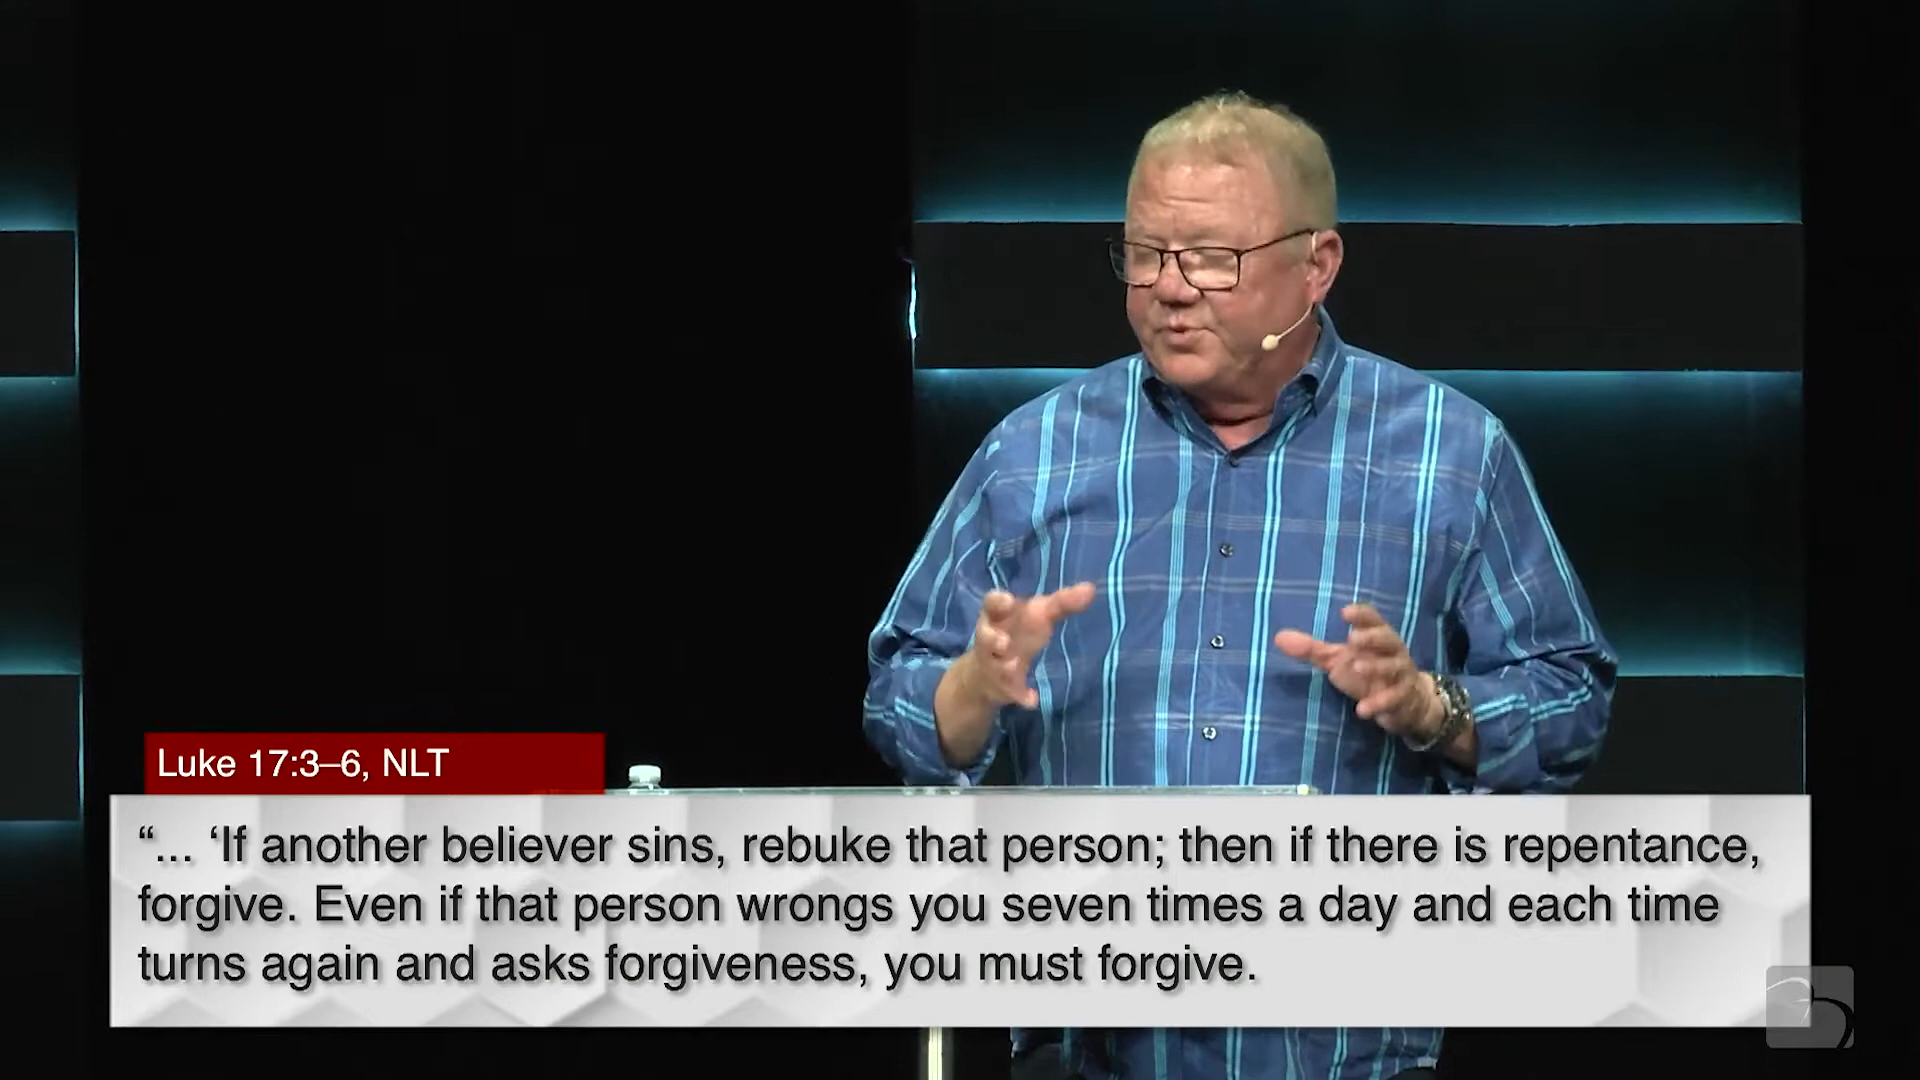 Luke 17:3–6, NLT
“... ‘If another believer sins, rebuke that person; then if there is repentance,
forgive. Even if that person wrongs you seven times a day and each time
turns again and asks forgiveness, you must forgive.